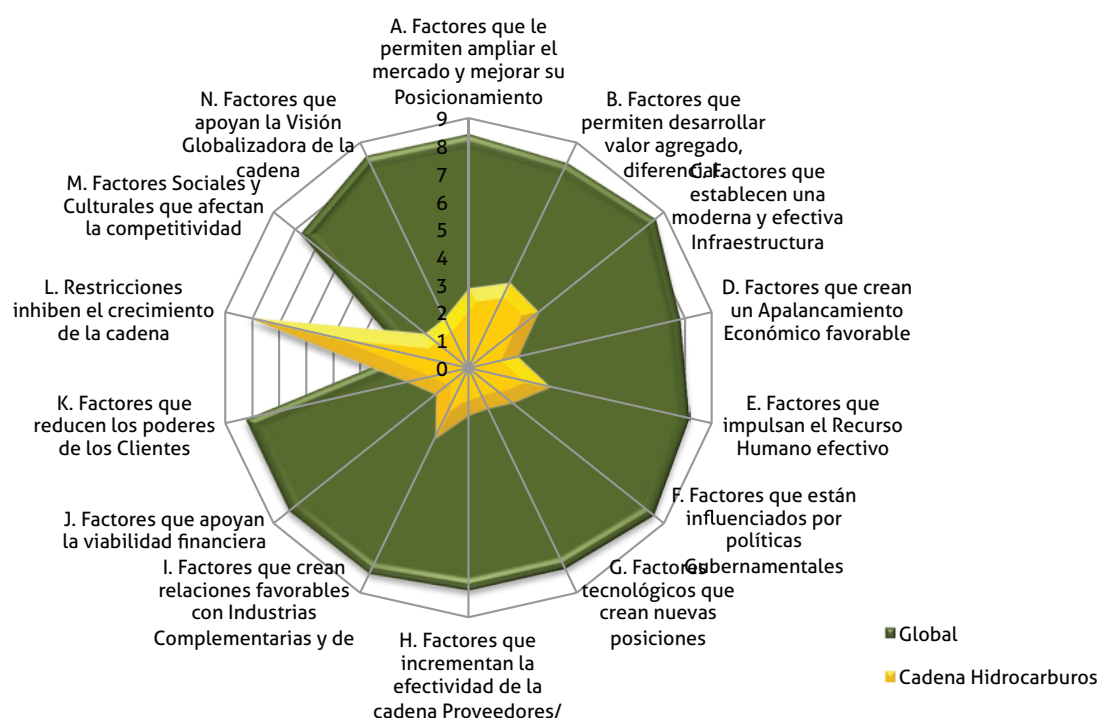 A. Factores que le
permiten ampliar el
mercado y mejorar su
Posicionamiento
B. Factores que
permiten desarrollar
valor agregado,
C. Factores que
establecen una
moderna y efectiva
Infraestructura
D. Factores que crean
un Apalancamiento
Económico favorable
E. Factores que
impulsan el Recurso
Humano efectivo
F. Factores que están
influenciados por
políticas
Gubernamentales
G. Factores
tecnológicos que
crean nuevas
posiciones
H. Factores que
incrementan la
efectividad de la
cadena Proveedores/
I. Factores que crean
relaciones favorables
con Industrias
Complementarias y de
J. Factores que apoyan
la viabilidad financiera
K. Factores que
reducen los poderes
de los Clientes
L. Restricciones
inhiben el crecimiento
de la cadena
M. Factores Sociales y
Culturales que afectan
la competitividad
N. Factores que
apoyan la Visión
Globalizadora de la
cadena
9
8
7
6
5
4
3
2
1
0
Global
Cadena Hidrocarburos